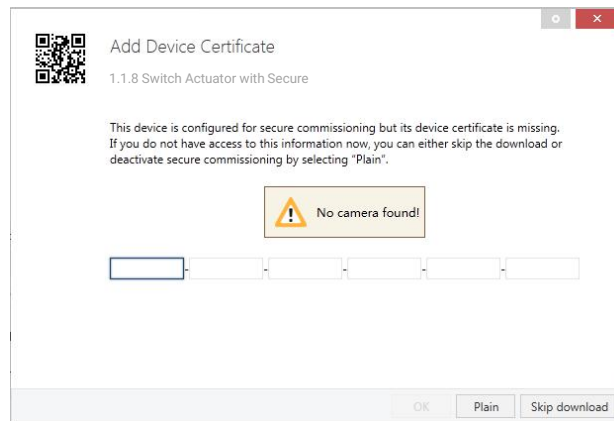 Add Device Certificate
1.1.8 Switch Actuator with Secure
This device is configured for secure commissioning but its device certificate is missing.
If you do not have access to this information now, you can either skip the download or
deactivate secure commissioning by selecting "Plain".
No camera found!
- - - - -
OK Plain Skip download